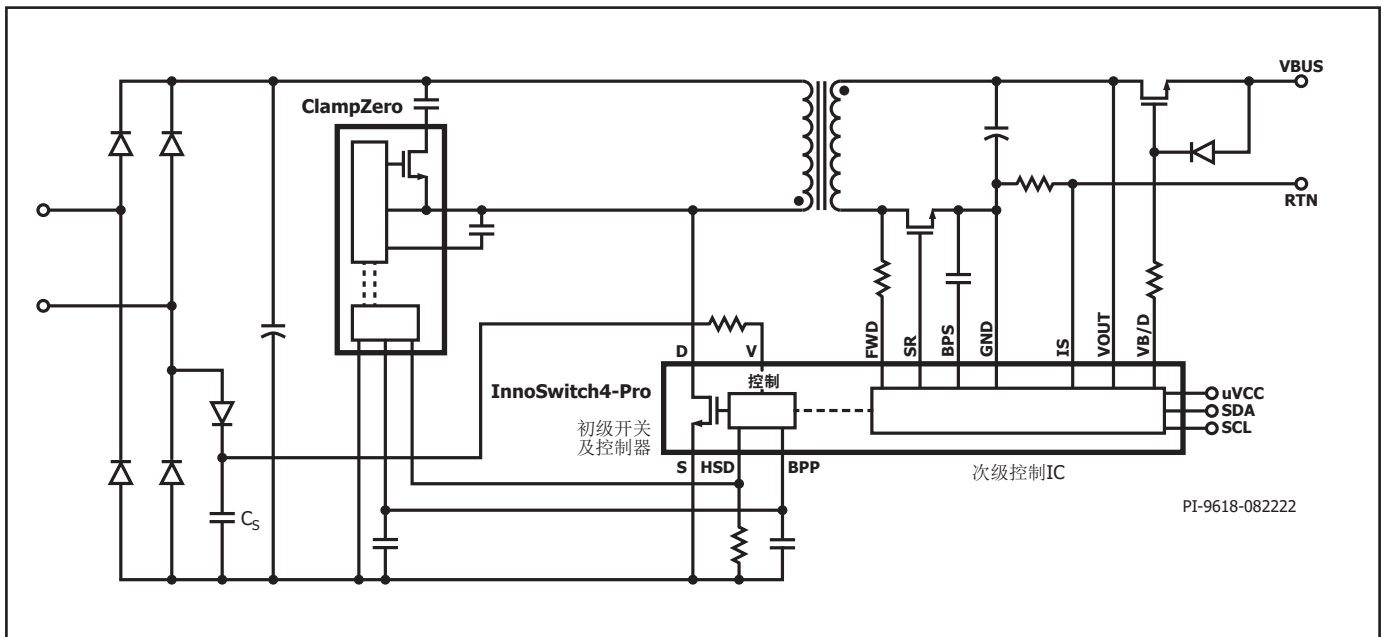 VBUS
ClampZero
RTN
FWD
SR
BPS
GND
IS
VOUT
VB/D
D
V
控制
InnoSwitch4-Pro
初级开关
及控制器
uVCC
SDA
SCL
S
HSD
BPP
次级控制IC
CS
PI-9618-082222